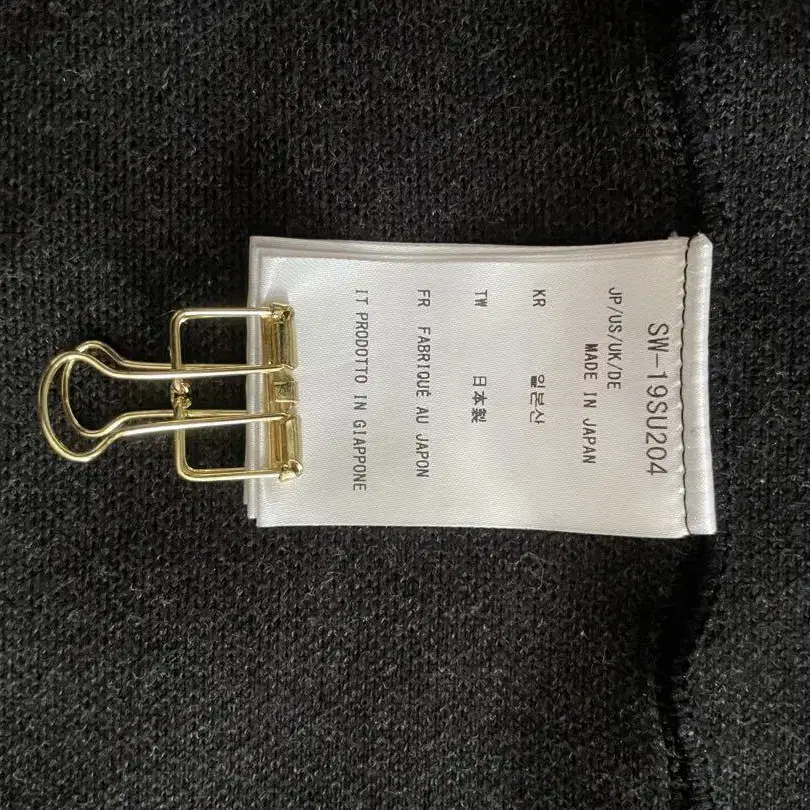 SW-19SU204
JP/US/UK/DE
MADE IN JAPAN
KR 일본산
TW 日本製
FR FABRIQUÉ AU JAPON
IT PRODOTTO IN GIAPPONE